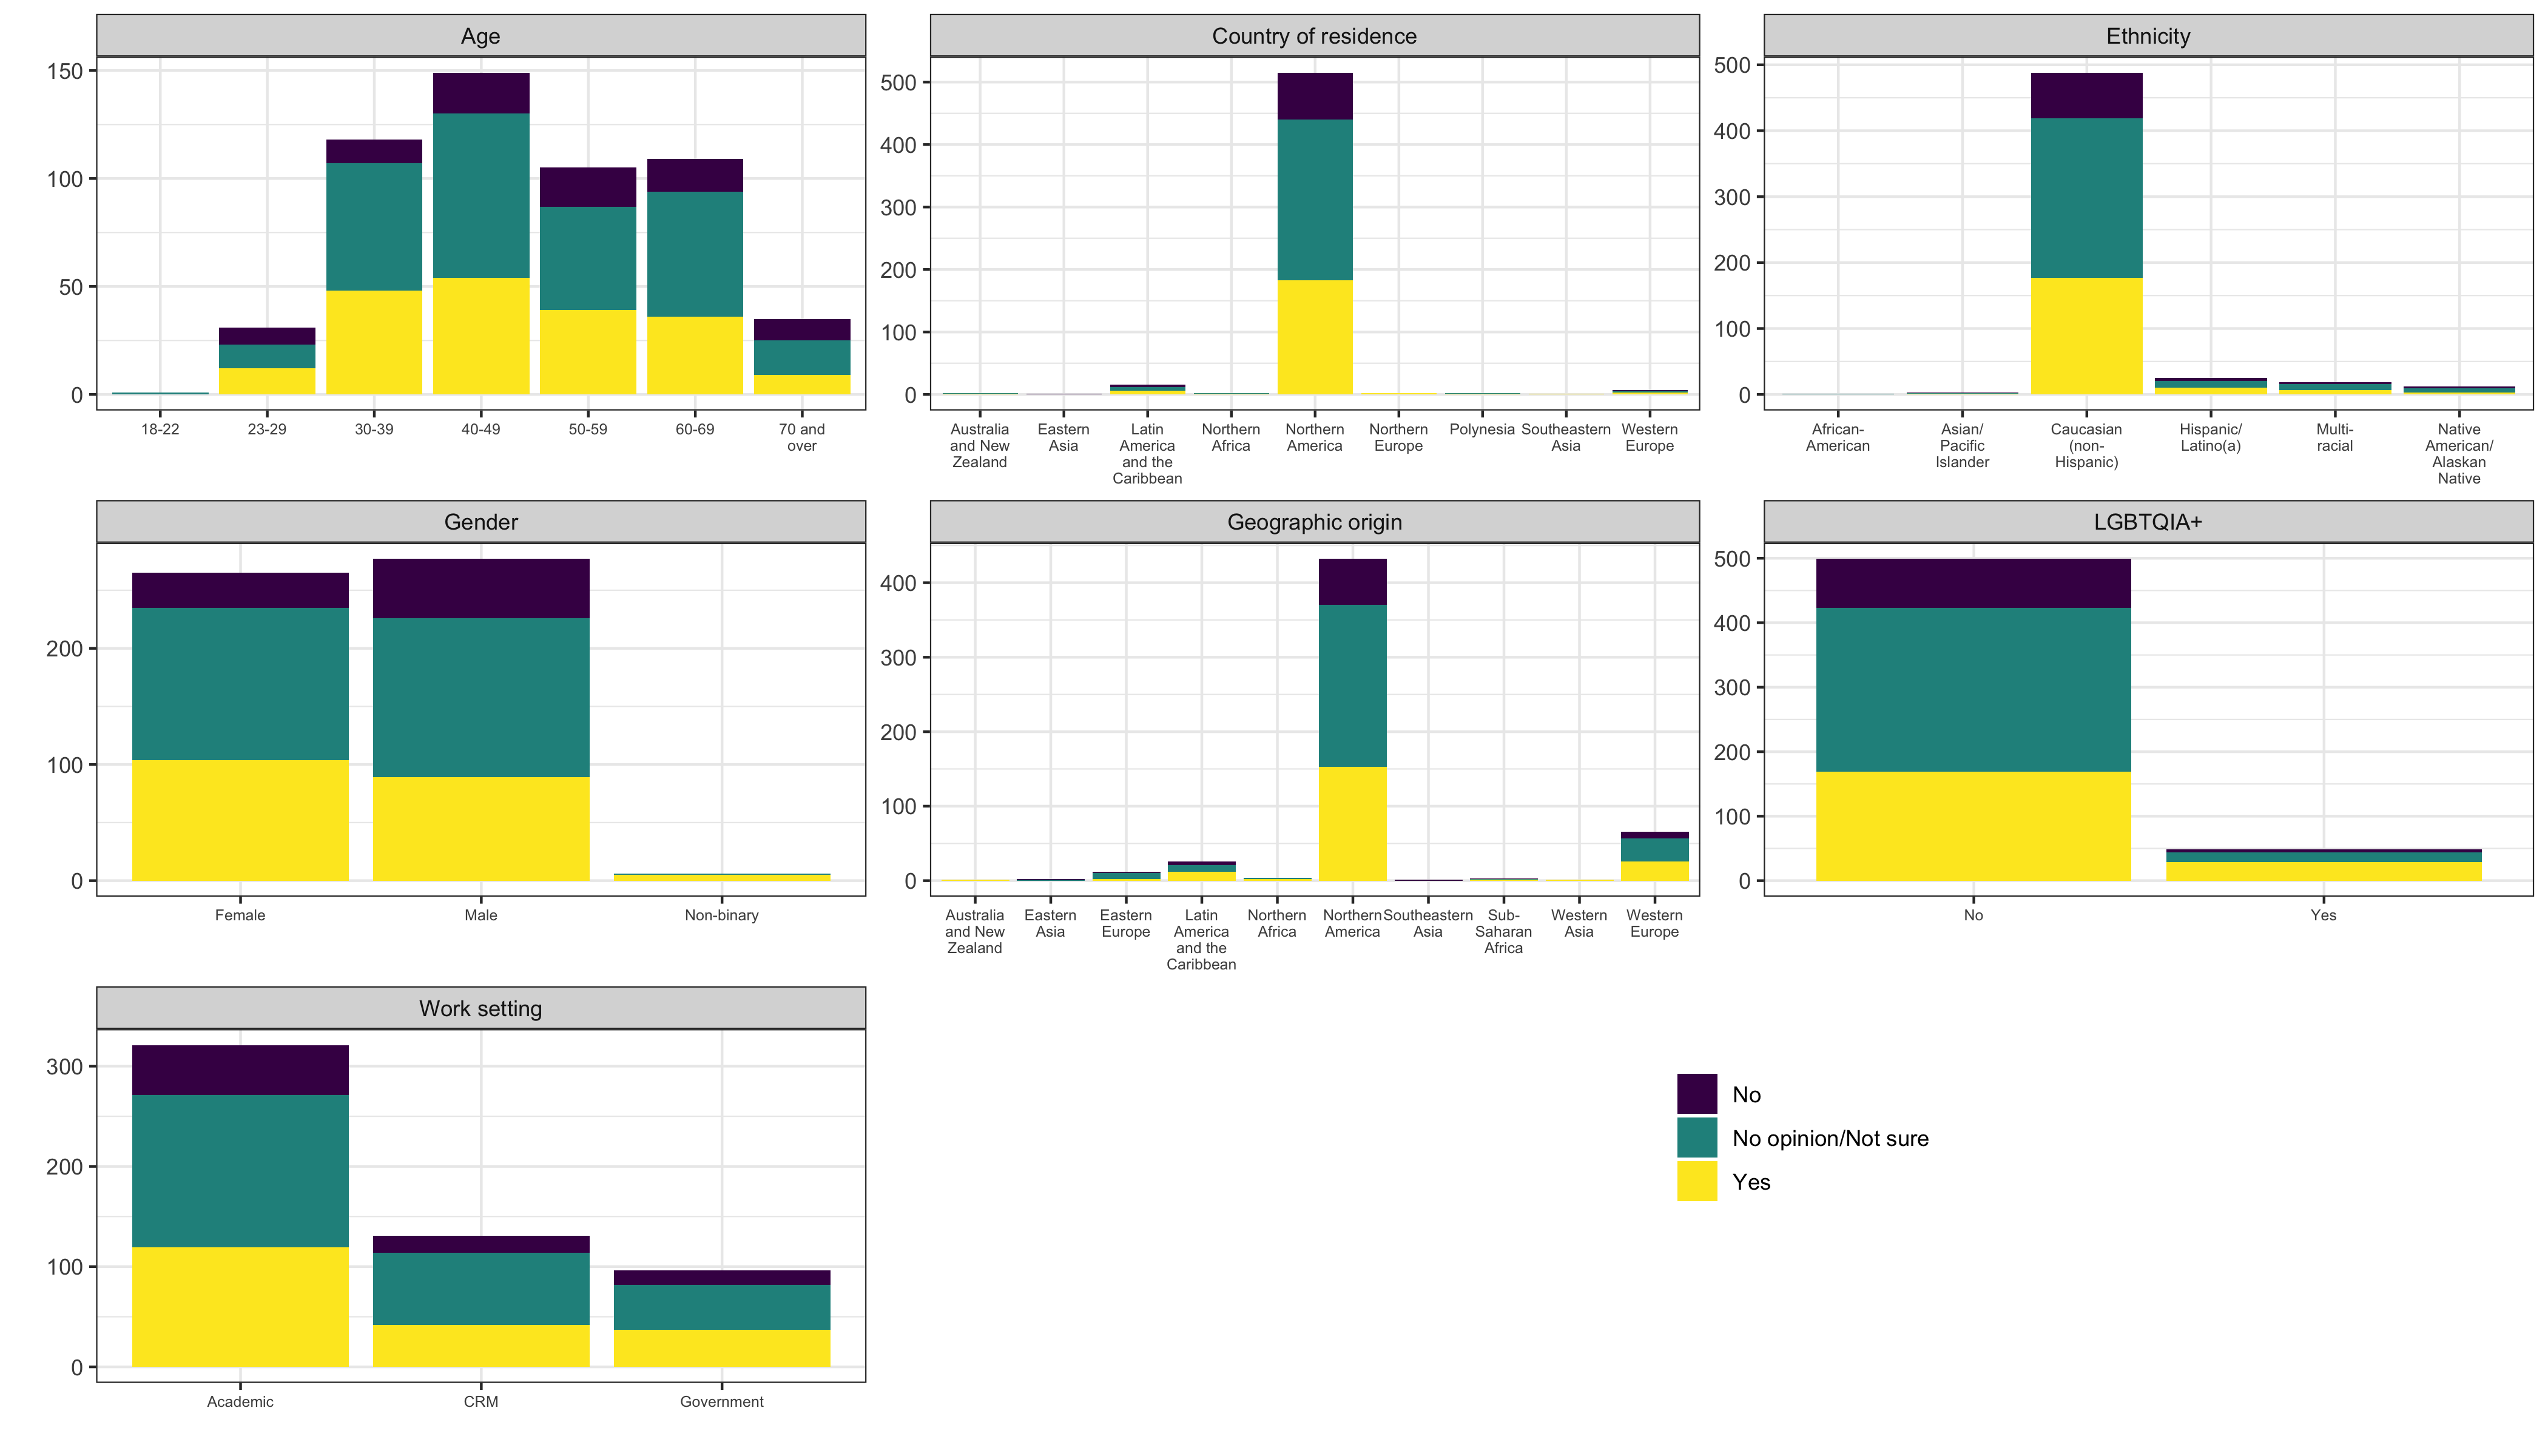 Age
150
100
50
0
18-22
23-29
30-39
40-49
50-59
60-69
70 and
over
Country of residence
500
400
300
200
100
0
Australia
and New
Zealand
Eastern
Asia
Latin
America
and the
Caribbean
Northern
Africa
Northern
America
Northern
Europe
Polynesia
Southeastern
Asia
Western
Europe
Ethnicity
500
400
300
200
100
0
African-
American
Asian/
Pacific
Islander
Caucasian
(non-
Hispanic)
Hispanic/
Latino(a)
Multi-
racial
Native
American/
Alaskan
Native
Gender
200
100
0
Female
Male
Non-binary
Geographic origin
400
300
200
100
0
Australia
and New
Zealand
Eastern
Asia
Eastern
Europe
Latin
America
and the
Caribbean
Northern
Africa
Northern
America
Southeastern
Asia
Sub-
Saharan
Africa
Western
Asia
Western
Europe
LGBTQIA+
500
400
300
200
100
0
No
Yes
Work setting
300
200
100
0
Academic
CRM
Government
No
No opinion/Not sure
Yes